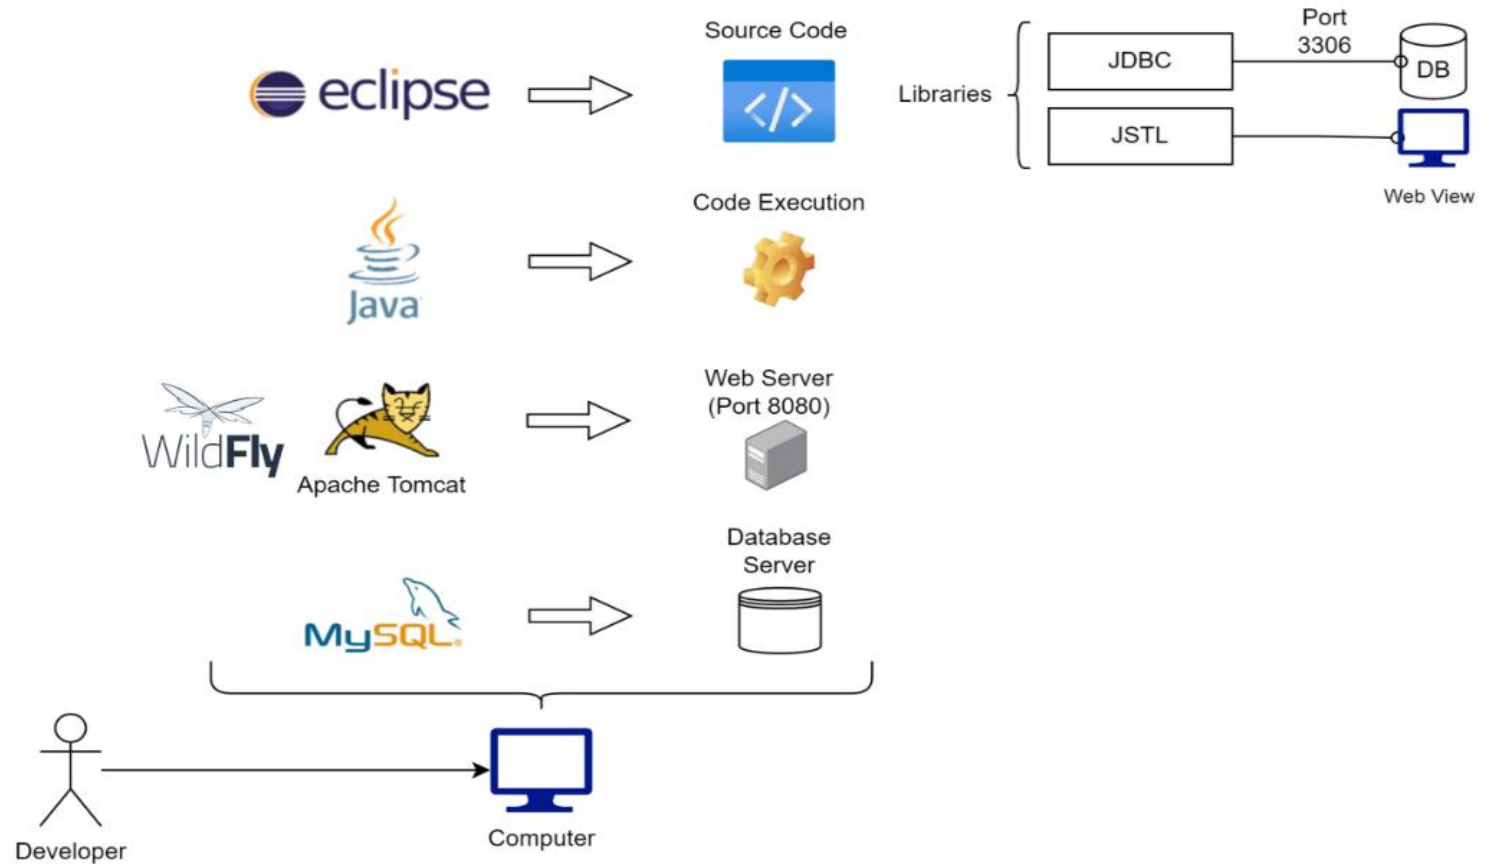 Source Code
eclipse
</>
Libraries
JDBC
Port
3306
DB
JSTL
Web View
Java
Code Execution
WildFly
Apache Tomcat
Web Server
(Port 8080)
MySQL
Database
Server
Developer
Computer